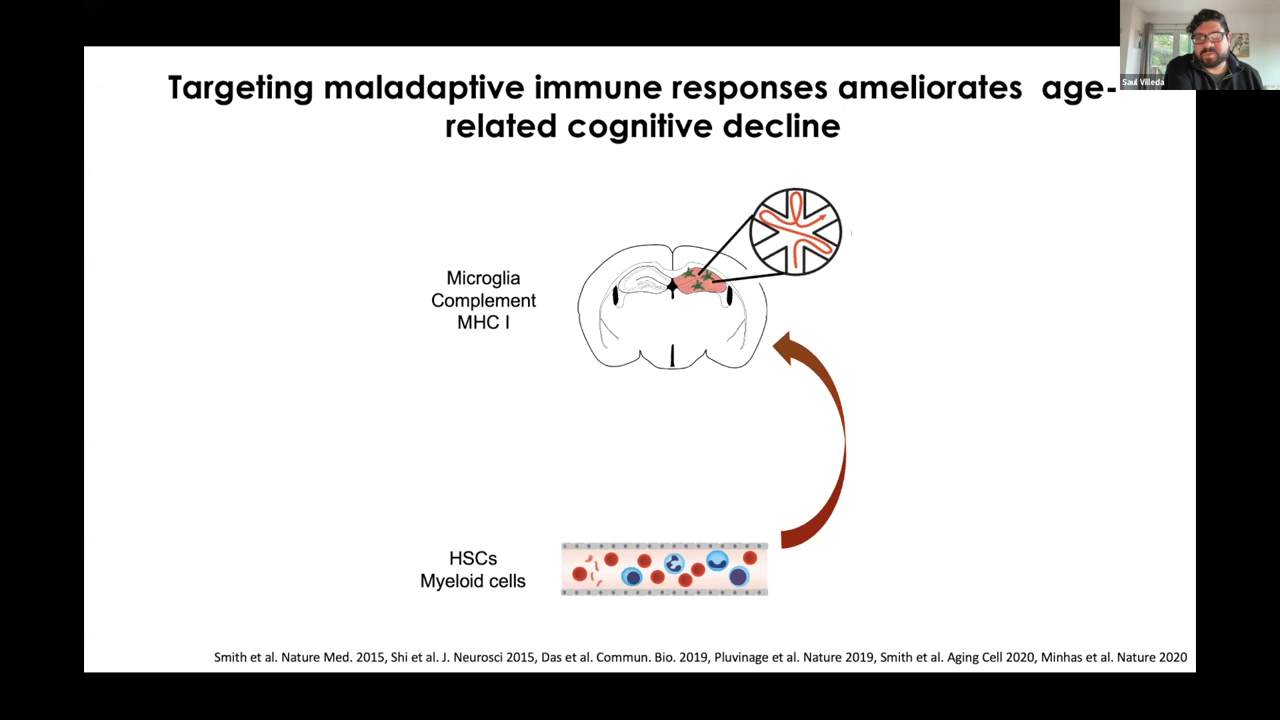 Targeting maladaptive immune responses ameliorates age-
related cognitive decline
Saul Villeda
Microglia
Complement
MHC I
HSCs
Myeloid cells
Smith et al. Nature Med. 2015, Shi et al. J. Neurosci 2015, Das et al. Commun. Bio. 2019, Pluvinage et al. Nature 2019, Smith et al. Aging Cell 2020, Minhas et al. Nature 2020